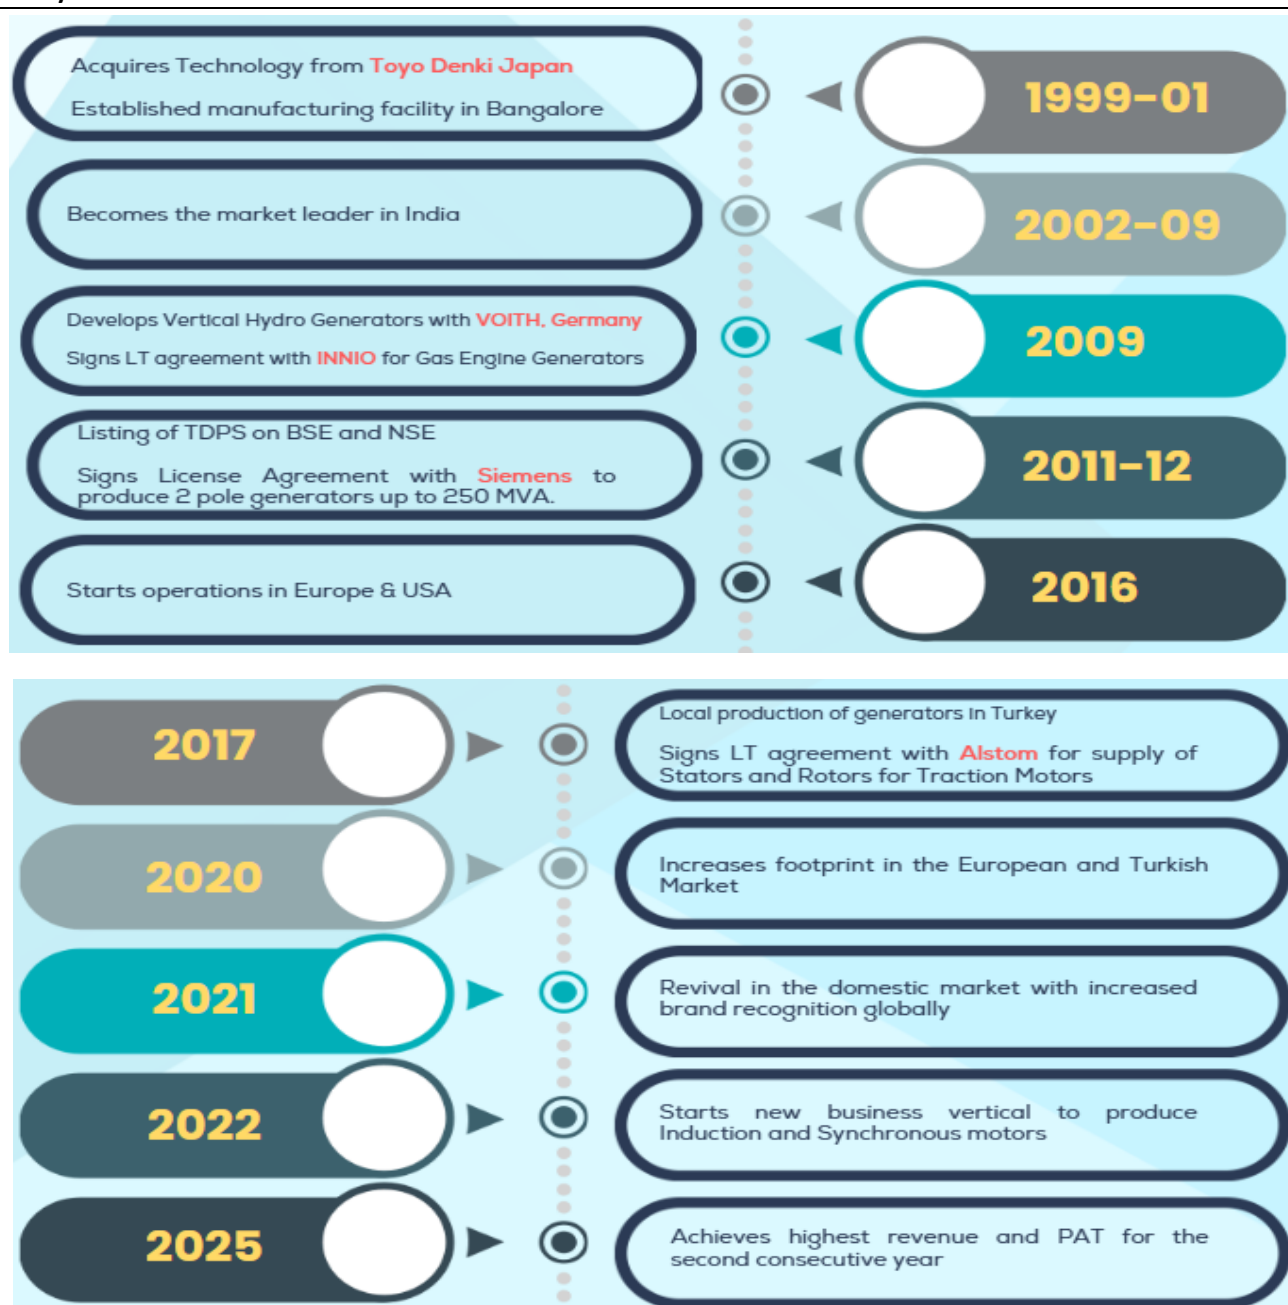 Acquires Technology from Toyo Denki Japan
Established manufacturing facility in Bangalore
1999-01
Becomes the market leader in India
2002-09
Develops Vertical Hydro Generators with VOITH, Germany
Signs LT agreement with INNIO for Gas Engine Generators
2009
Listing of TDPS on BSE and NSE
Signs License Agreement with Siemens to
produce 2 pole generators up to 250 MVA.
2011-12
Starts operations in Europe & USA
2016
2017
Local production of generators in Turkey
Signs LT agreement with Alstom for supply of
Stators and Rotors for Traction Motors
2020
Increases footprint in the European and Turkish
Market
2021
Revival in the domestic market with increased
brand recognition globally
2022
Starts new business vertical to produce
Induction and Synchronous motors
2025
Achieves highest revenue and PAT for the
second consecutive year